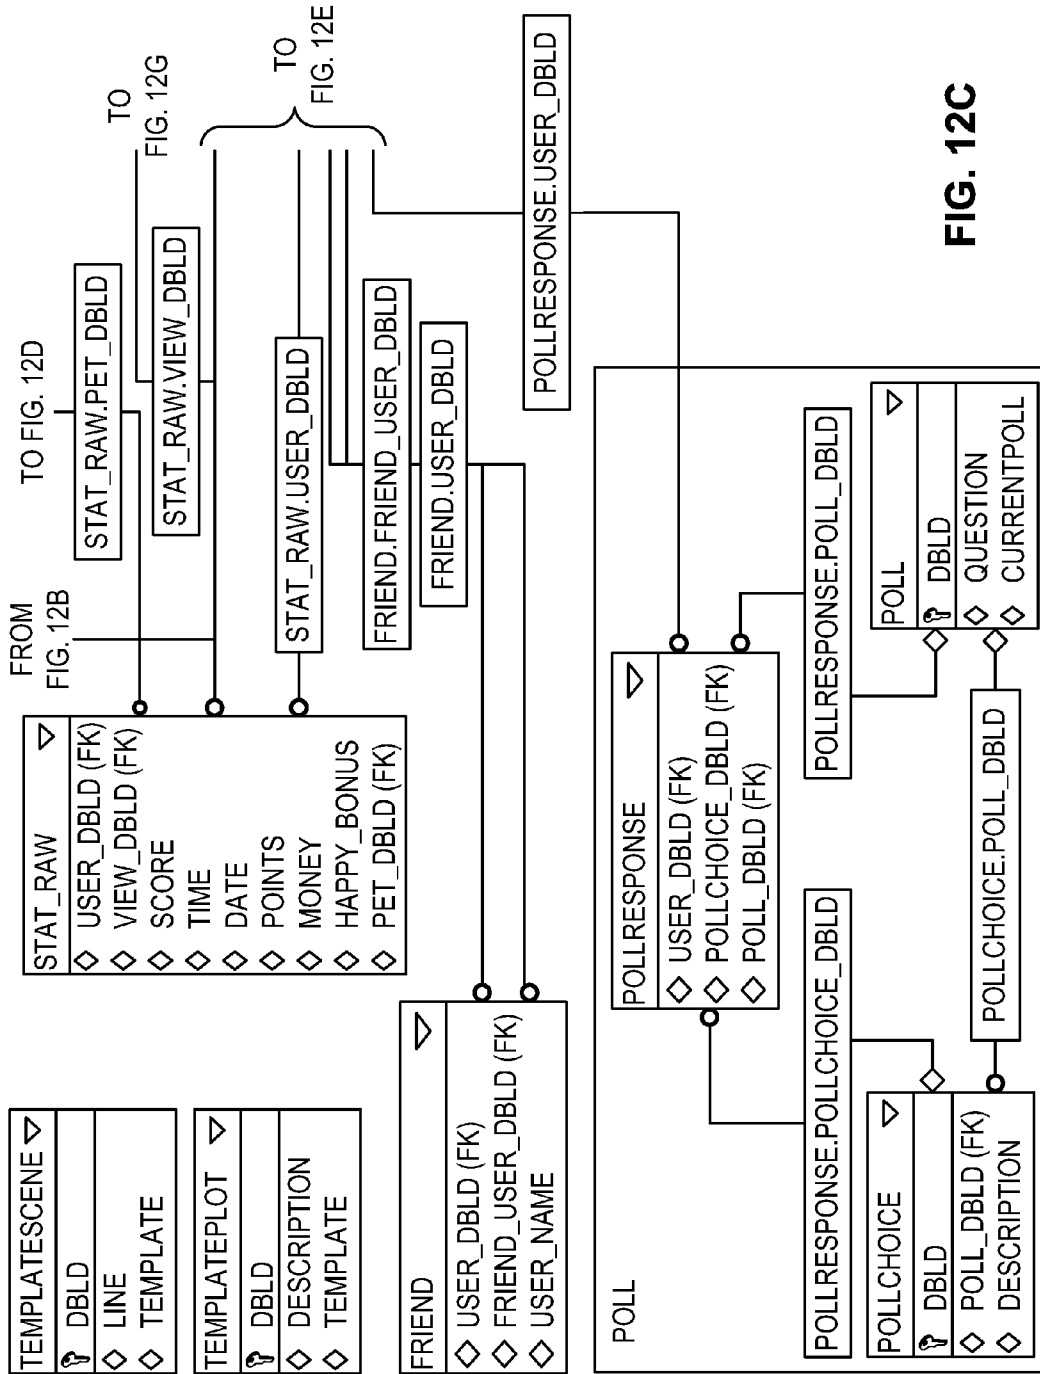 TEMPLATESCENE
DBLD
LINE
TEMPLATE
TEMPLATEPLOT
DBLD
DESCRIPTION
TEMPLATE
STAT_RAW
USER_DBLD (FK)
VIEW_DBLD (FK)
SCORE
TIME
DATE
POINTS
MONEY
HAPPY_BONUS
PET_DBLD (FK)
FROM
FIG. 12B
TO FIG. 12D
STAT_RAW.PET_DBLD
TO
FIG. 12G
STAT_RAW.VIEW_DBLD
STAT_RAW.USER_DBLD
TO
FIG. 12E
FRIEND.FRIEND_USER_DBLD
FRIEND.USER_DBLD
FRIEND
USER_DBLD (FK)
FRIEND_USER_DBLD (FK)
USER_NAME
POLLRESPONSE.USER_DBLD
POLL
POLLRESPONSE
USER_DBLD (FK)
POLLCHOICE_DBLD (FK)
POLL_DBLD (FK)
POLLRESPONSE.POLLCHOICE_DBLD
POLLRESPONSE.POLL_DBLD
POLLCHOICE
DBLD
POLL_DBLD (FK)
DESCRIPTION
POLLCHOICE.POLL_DBLD
POLL
DBLD
QUESTION
CURRENTPOLL
FIG. 12C